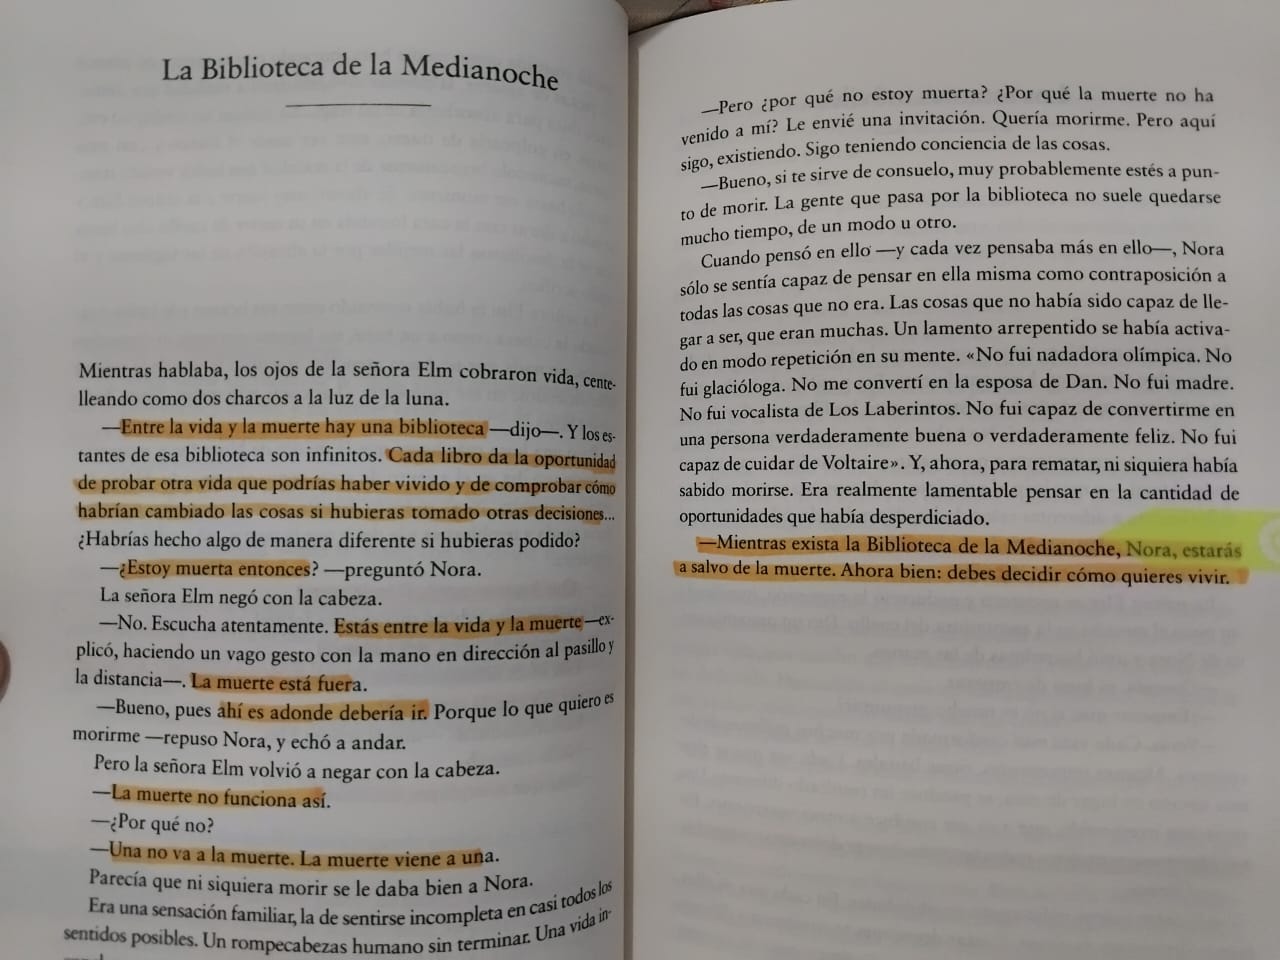 La Biblioteca de la Medianoche
Mientras hablaba, los ojos de la señora Elm cobraron vida, cente-
lleando como dos charcos a la luz de la luna.
—Entre la vida y la muerte hay una biblioteca —dijo—. Y los es-
tantes de esa biblioteca son infinitos. Cada libro da la oportunidad
de probar otra vida que podrías haber vivido y de comprobar cómo
habrían cambiado las cosas si hubieras tomado otras decisiones...
¿Habrías hecho algo de manera diferente si hubieras podido?
—¿Estoy muerta entonces? —preguntó Nora.
La señora Elm negó con la cabeza.
—No. Escucha atentamente. Estás entre la vida y la muerte —ex-
plicó, haciendo un vago gesto con la mano en dirección al pasillo y
la distancia—. La muerte está fuera.
—Bueno, pues ahí es adonde debería ir. Porque lo que quiero es
morirme —repuso Nora, y echó a andar.
Pero la señora Elm volvió a negar con la cabeza.
—La muerte no funciona así.
—¿Por qué no?
—Una no va a la muerte. La muerte viene a una.
Parecía que ni siquiera morir se le daba bien a Nora.
Era una sensación familiar, la de sentirse incompleta en casi todos los
sentidos posibles. Un rompecabezas humano sin terminar. Una vida in-
—Pero ¿por qué no estoy muerta? ¿Por qué la muerte no ha
venido a mí? Le envié una invitación. Quería morirme. Pero aquí
sigo, existiendo. Sigo teniendo conciencia de las cosas.
—Bueno, si te sirve de consuelo, muy probablemente estés a pun-
to de morir. La gente que pasa por la biblioteca no suele quedarse
mucho tiempo, de un modo u otro.
Cuando pensó en ello —y cada vez pensaba más en ello—, Nora
sólo se sentía capaz de pensar en ella misma como contraposición a
todas las cosas que no era. Las cosas que no había sido capaz de lle-
gar a ser, que eran muchas. Un lamento arrepentido se había activa-
do en modo repetición en su mente. «No fui nadadora olímpica. No
fui glacióloga. No me convertí en la esposa de Dan. No fui madre.
No fui vocalista de Los Laberintos. No fui capaz de convertirme en
una persona verdaderamente buena o verdaderamente feliz. No fui
capaz de cuidar de Voltaire». Y, ahora, para rematar, ni siquiera había
sabido morirse. Era realmente lamentable pensar en la cantidad de
oportunidades que había desperdiciado.
—Mientras exista la Biblioteca de la Medianoche, Nora, estarás
a salvo de la muerte. Ahora bien: debes decidir cómo quieres vivir.